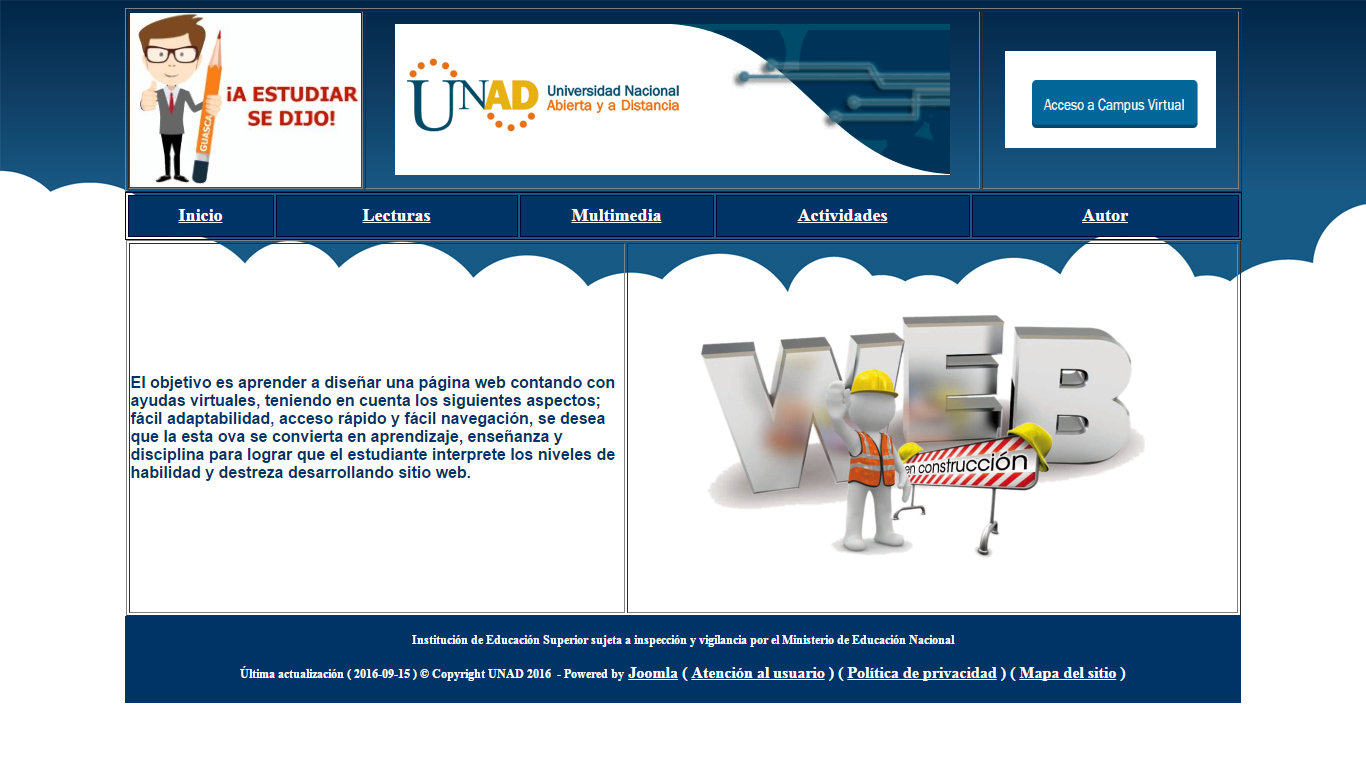 ¡A ESTUDIAR
SE DIJO!
GUASCA
UNAD
Universidad Nacional
Abierta y a Distancia
Acceso a Campus Virtual
Inicio
Lecturas
Multimedia
Actividades
Autor
El objetivo es aprender a diseñar una página web contando con
ayudas virtuales, teniendo en cuenta los siguientes aspectos;
fácil adaptabilidad, acceso rápido y fácil navegación, se desea
que la esta ova se convierta en aprendizaje, enseñanza y
disciplina para lograr que el estudiante interprete los niveles de
habilidad y destreza desarrollando sitio web.
WEB
en construcción
Institución de Educación Superior sujeta a inspección y vigilancia por el Ministerio de Educación Nacional
Última actualización ( 2016-09-15 ) © Copyright UNAD 2016 - Powered by Joomla ( Atención al usuario ) ( Política de privacidad ) ( Mapa del sitio )